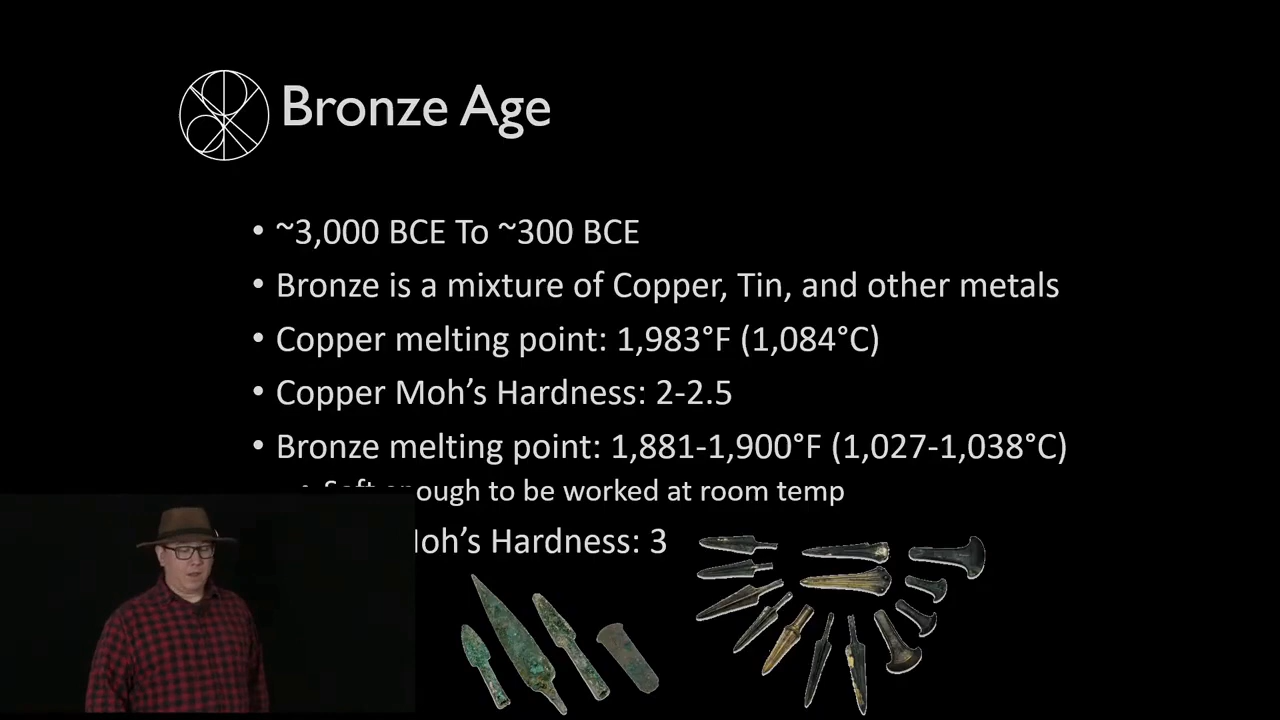 Bronze Age
• ~3,000 BCE To ~300 BCE
• Bronze is a mixture of Copper, Tin, and other metals
• Copper melting point: 1,983°F (1,084°C)
• Copper Moh’s Hardness: 2-2.5
• Bronze melting point: 1,881-1,900°F (1,027-1,038°C)
enough to be worked at room temp
Moh’s Hardness: 3